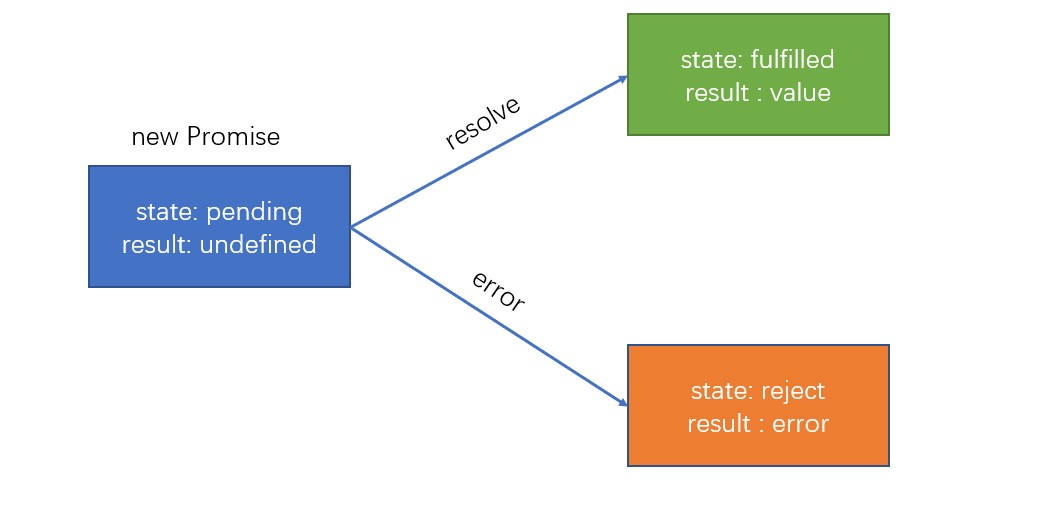 new Promise
state: pending
result: undefined
resolve
error
state: fulfilled
result : value
state: reject
result : error